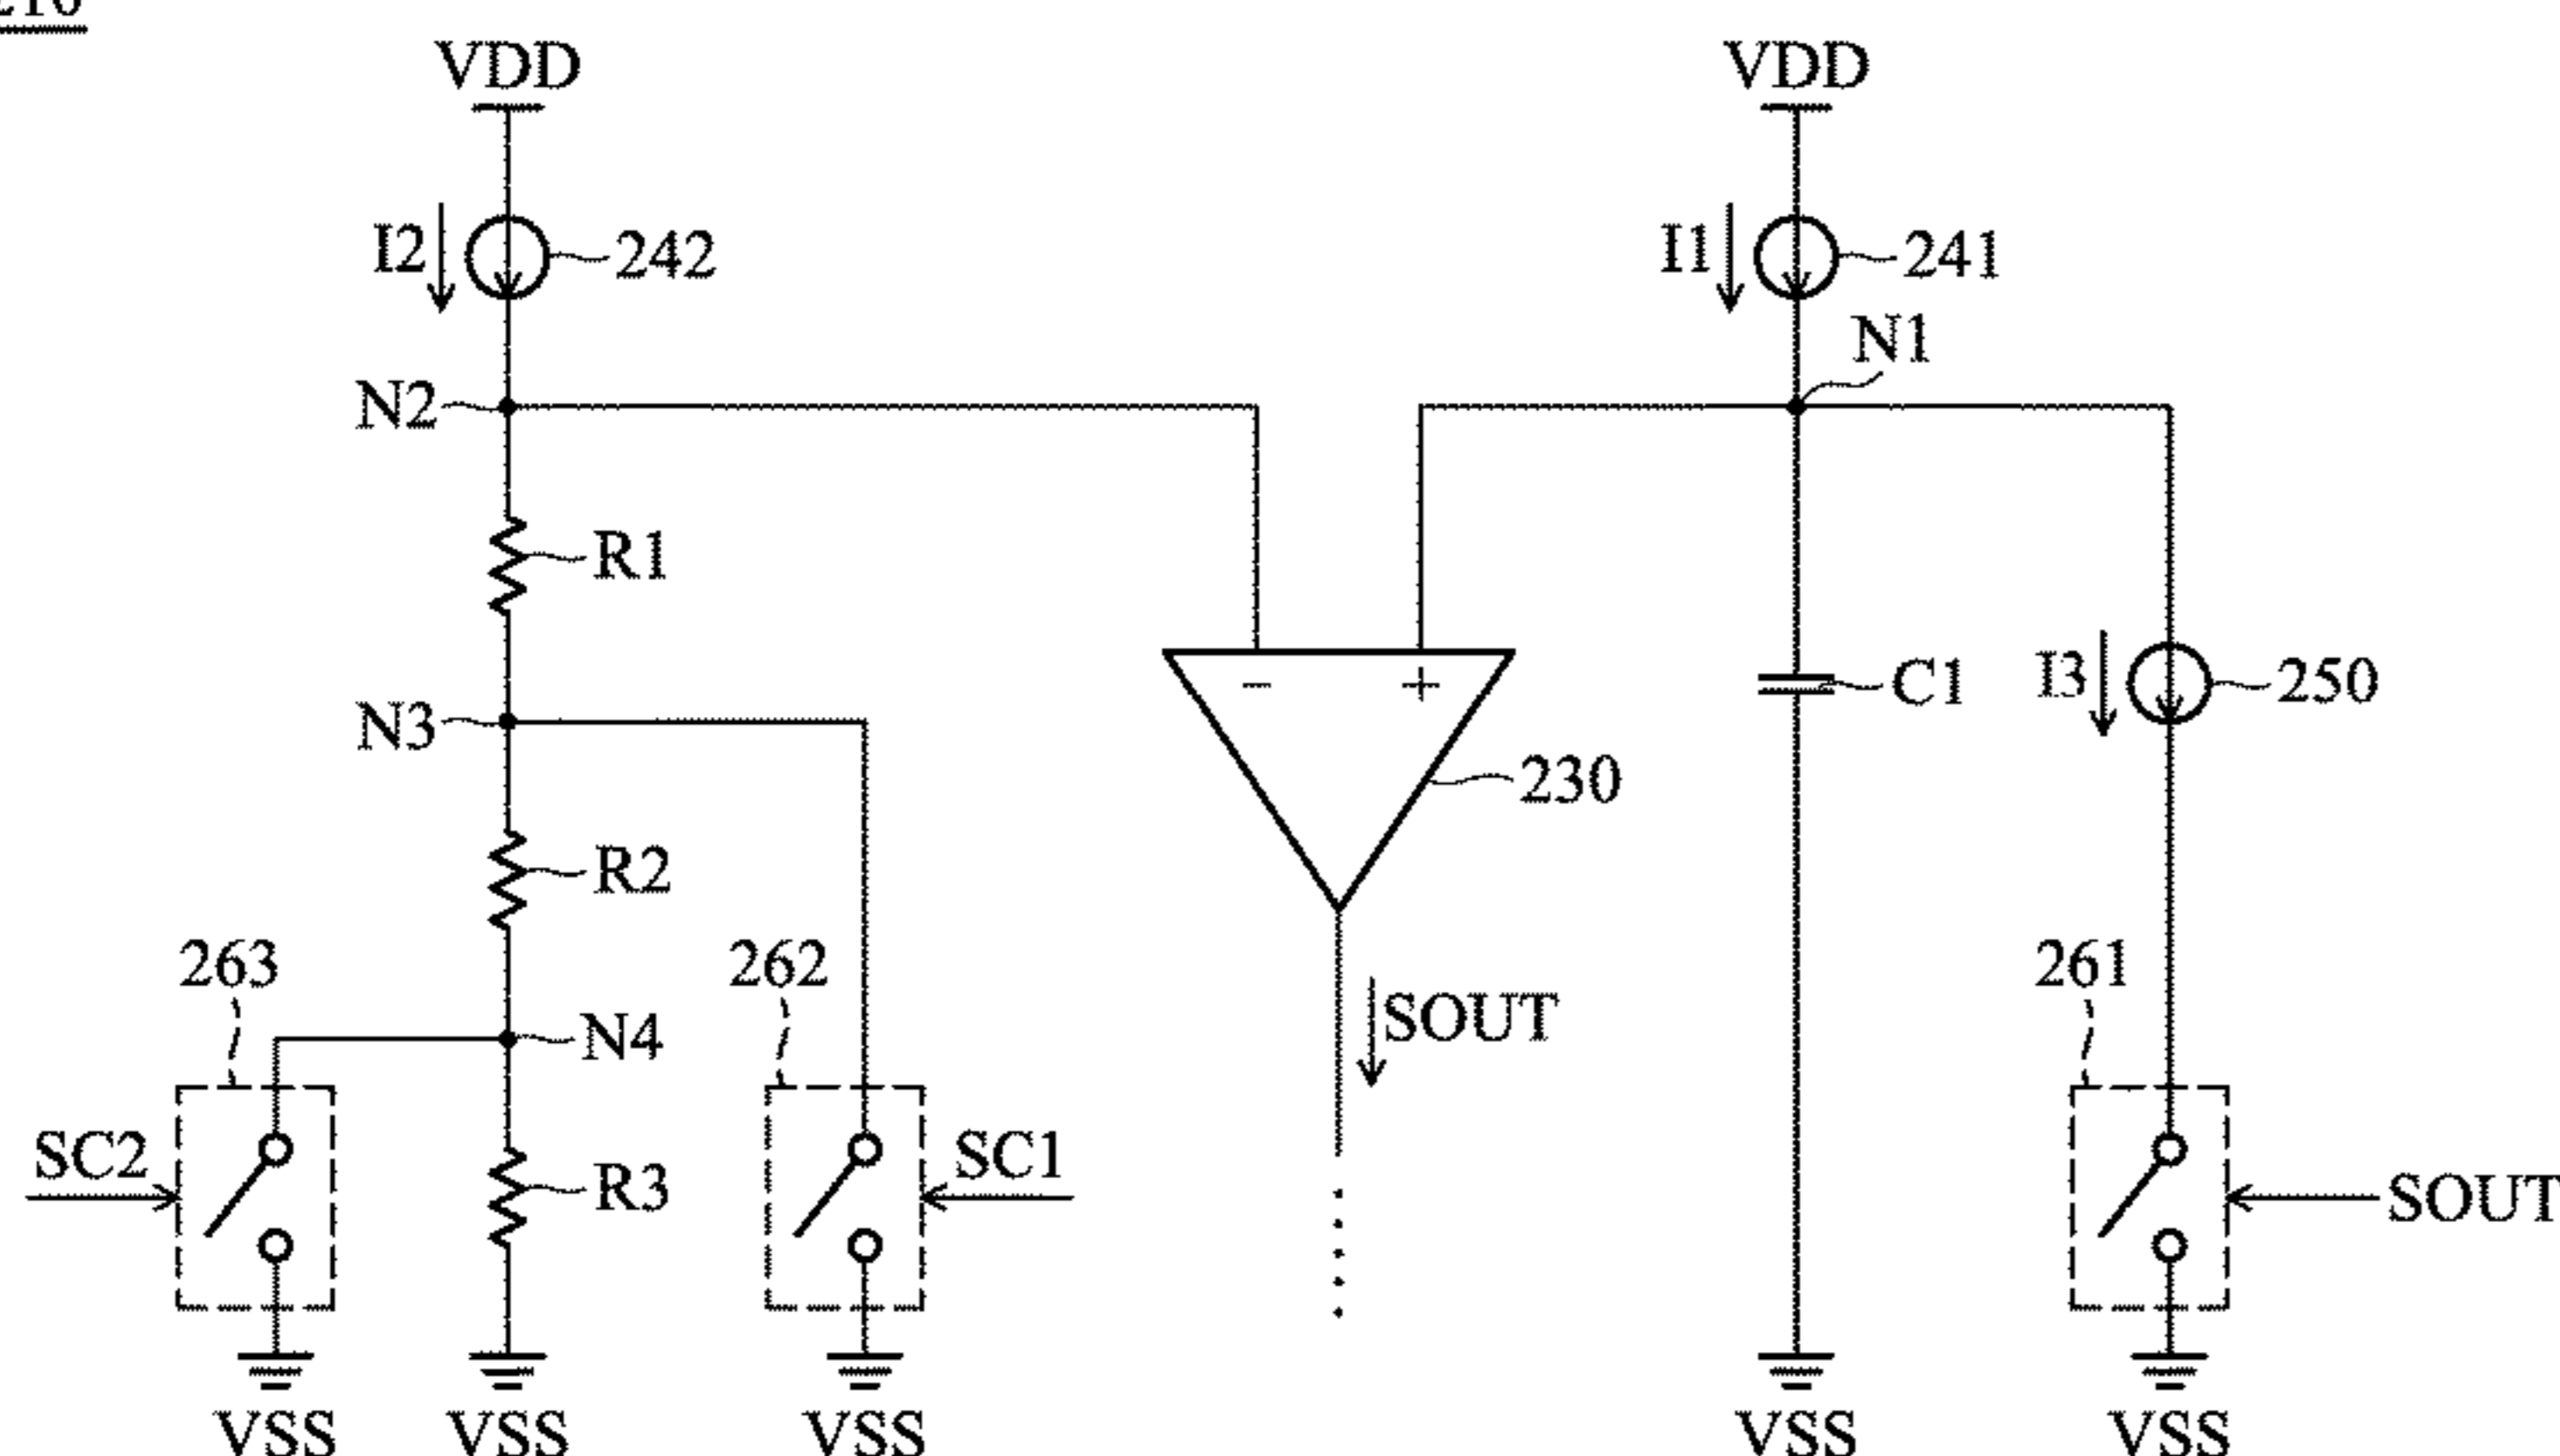 VDD
VDD
I2
242
I1
241
N1
N2
R1
N3
R2
N4
R3
263
262
SC2
SC1
-
+
230
SOUT
C1
I3
250
261
SOUT
VSS
VSS
VSS
VSS
VSS